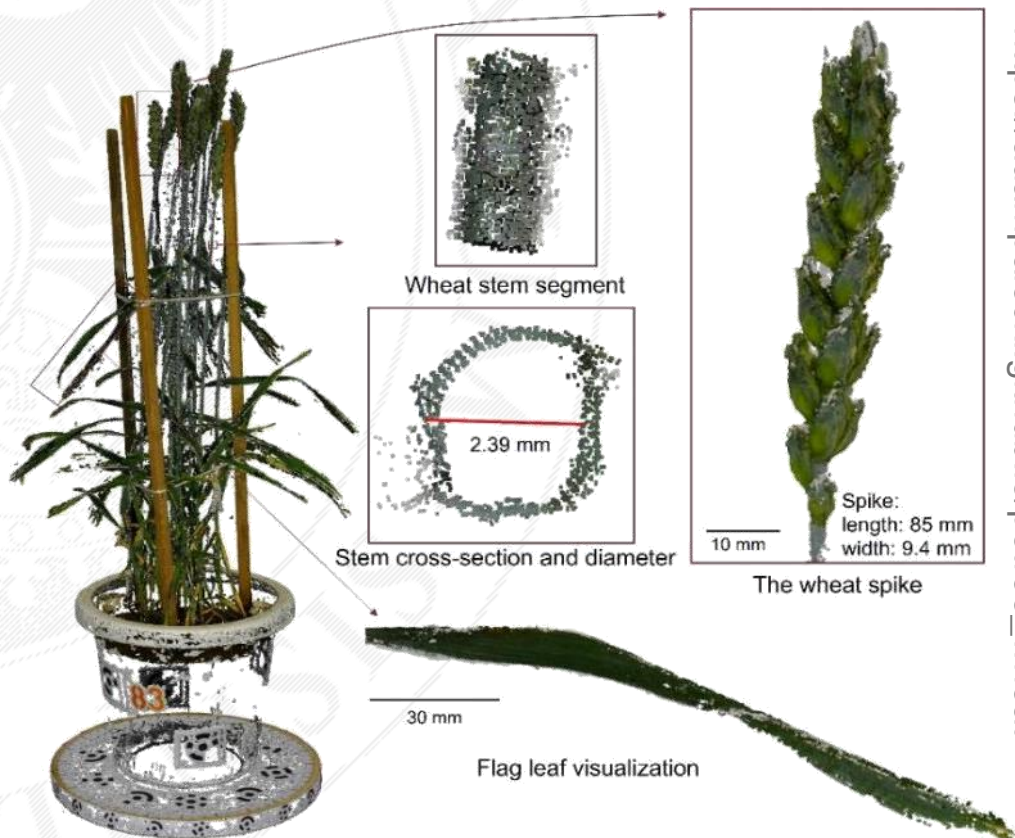 Wheat stem segment
2.39 mm
Stem cross-section and diameter
Spike:
length: 85 mm
width: 9.4 mm
10 mm
The wheat spike
83
30 mm
Flag leaf visualization